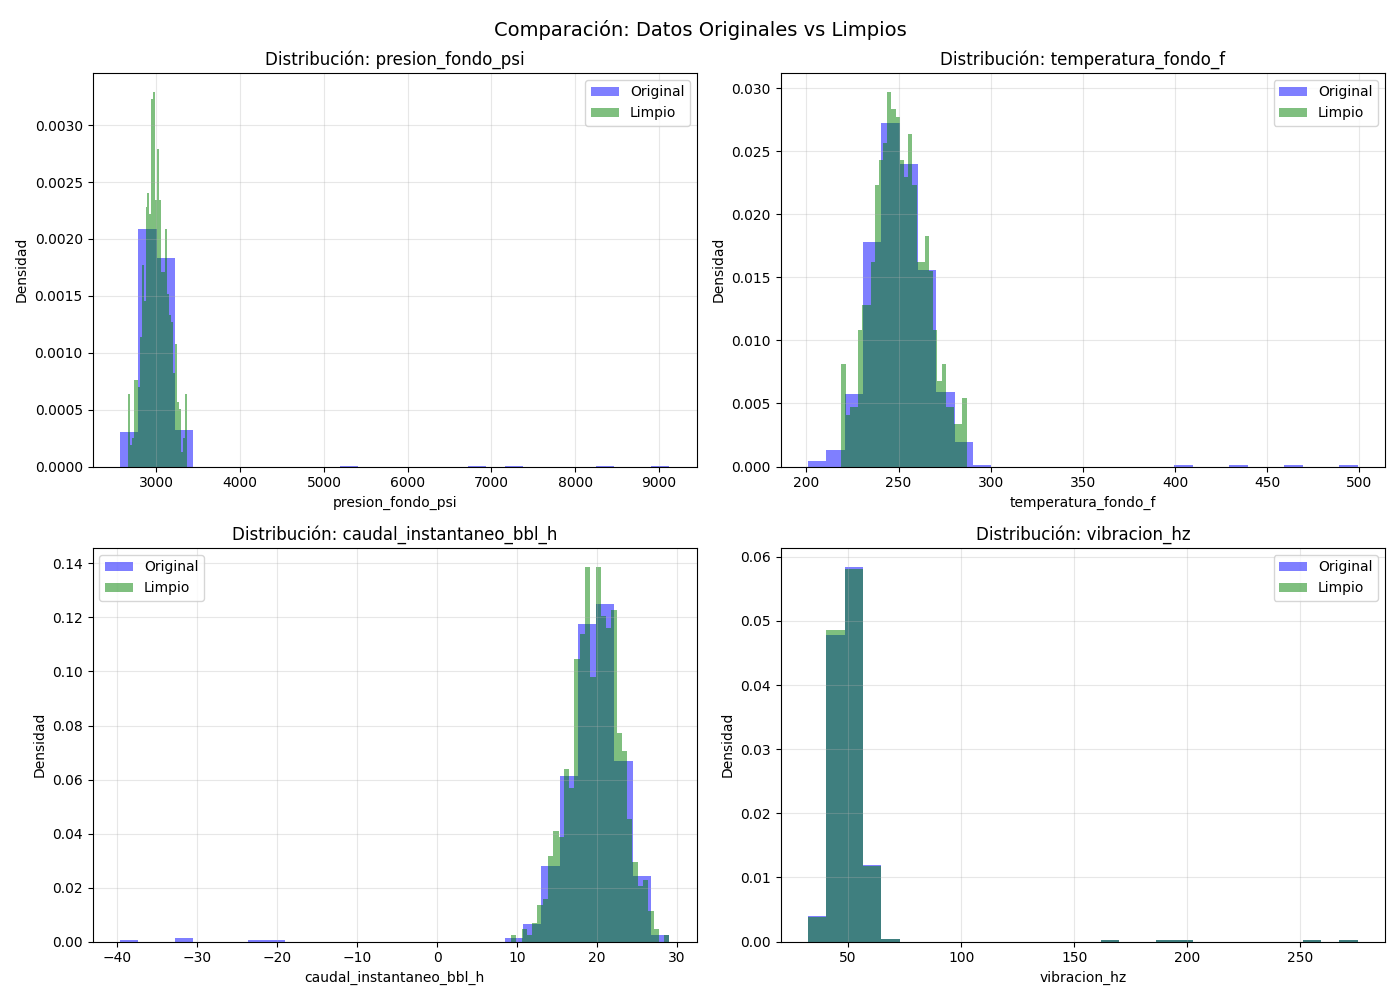 Comparación: Datos Originales vs Limpios
Distribución: presion_fondo_psi
Original
Limpio
Densidad
0.0030
0.0025
0.0020
0.0015
0.0010
0.0005
0.0000
3000 4000 5000 6000 7000 8000 9000
presion_fondo_psi
Distribución: temperatura_fondo_f
Original
Limpio
Densidad
0.030
0.025
0.020
0.015
0.010
0.005
0.000
200 250 300 350 400 450 500
temperatura_fondo_f
Distribución: caudal_instantaneo_bbl_h
Original
Limpio
Densidad
0.14
0.12
0.10
0.08
0.06
0.04
0.02
0.00
−40 −30 −20 −10 0 10 20 30
caudal_instantaneo_bbl_h
Distribución: vibracion_hz
Original
Limpio
Densidad
0.06
0.05
0.04
0.03
0.02
0.01
0.00
50 100 150 200 250
vibracion_hz